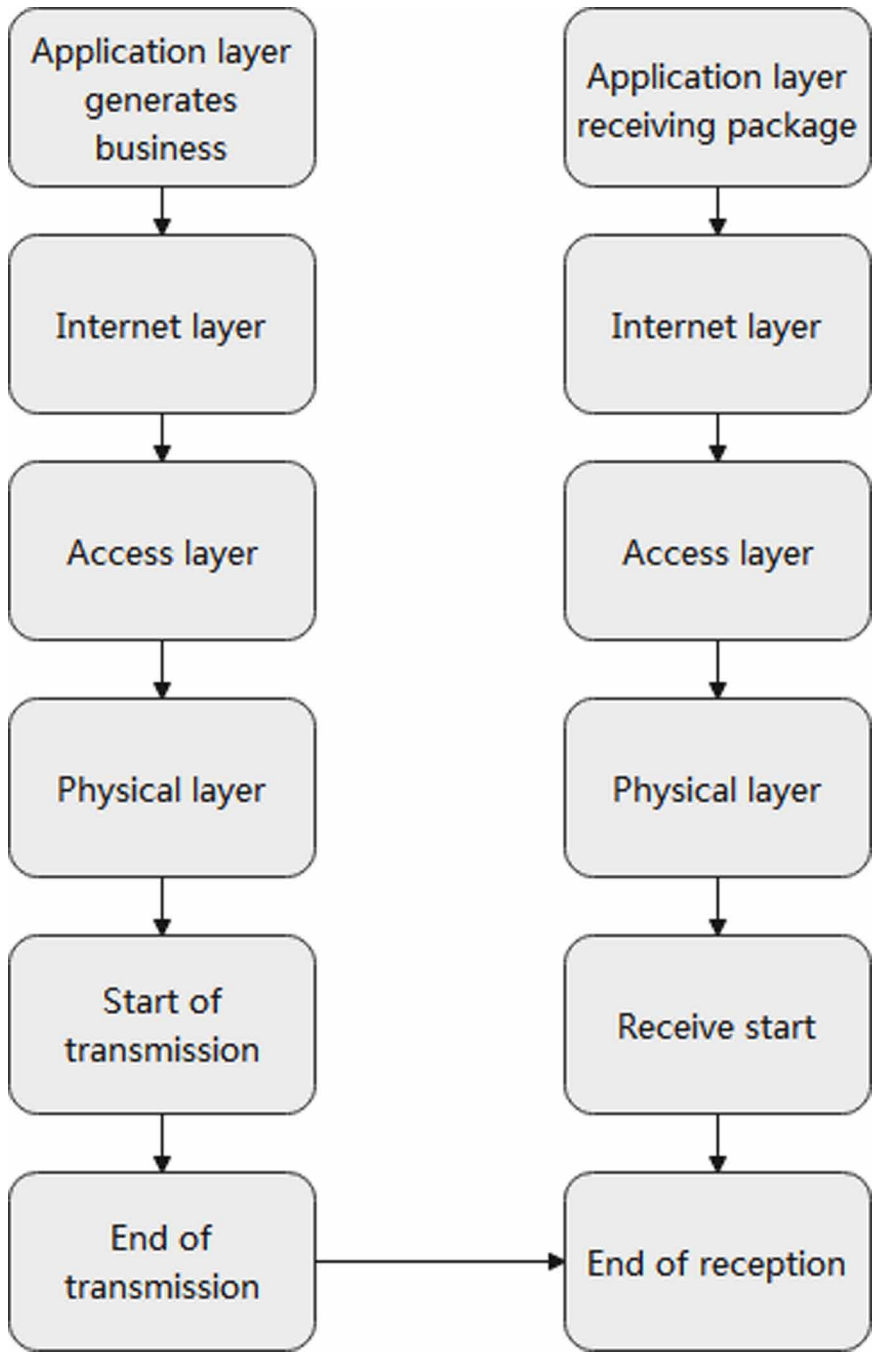 Application layer
generates
business
Internet layer
Access layer
Physical layer
Start of
transmission
End of
transmission
Application layer
receiving package
Internet layer
Access layer
Physical layer
Receive start
End of reception